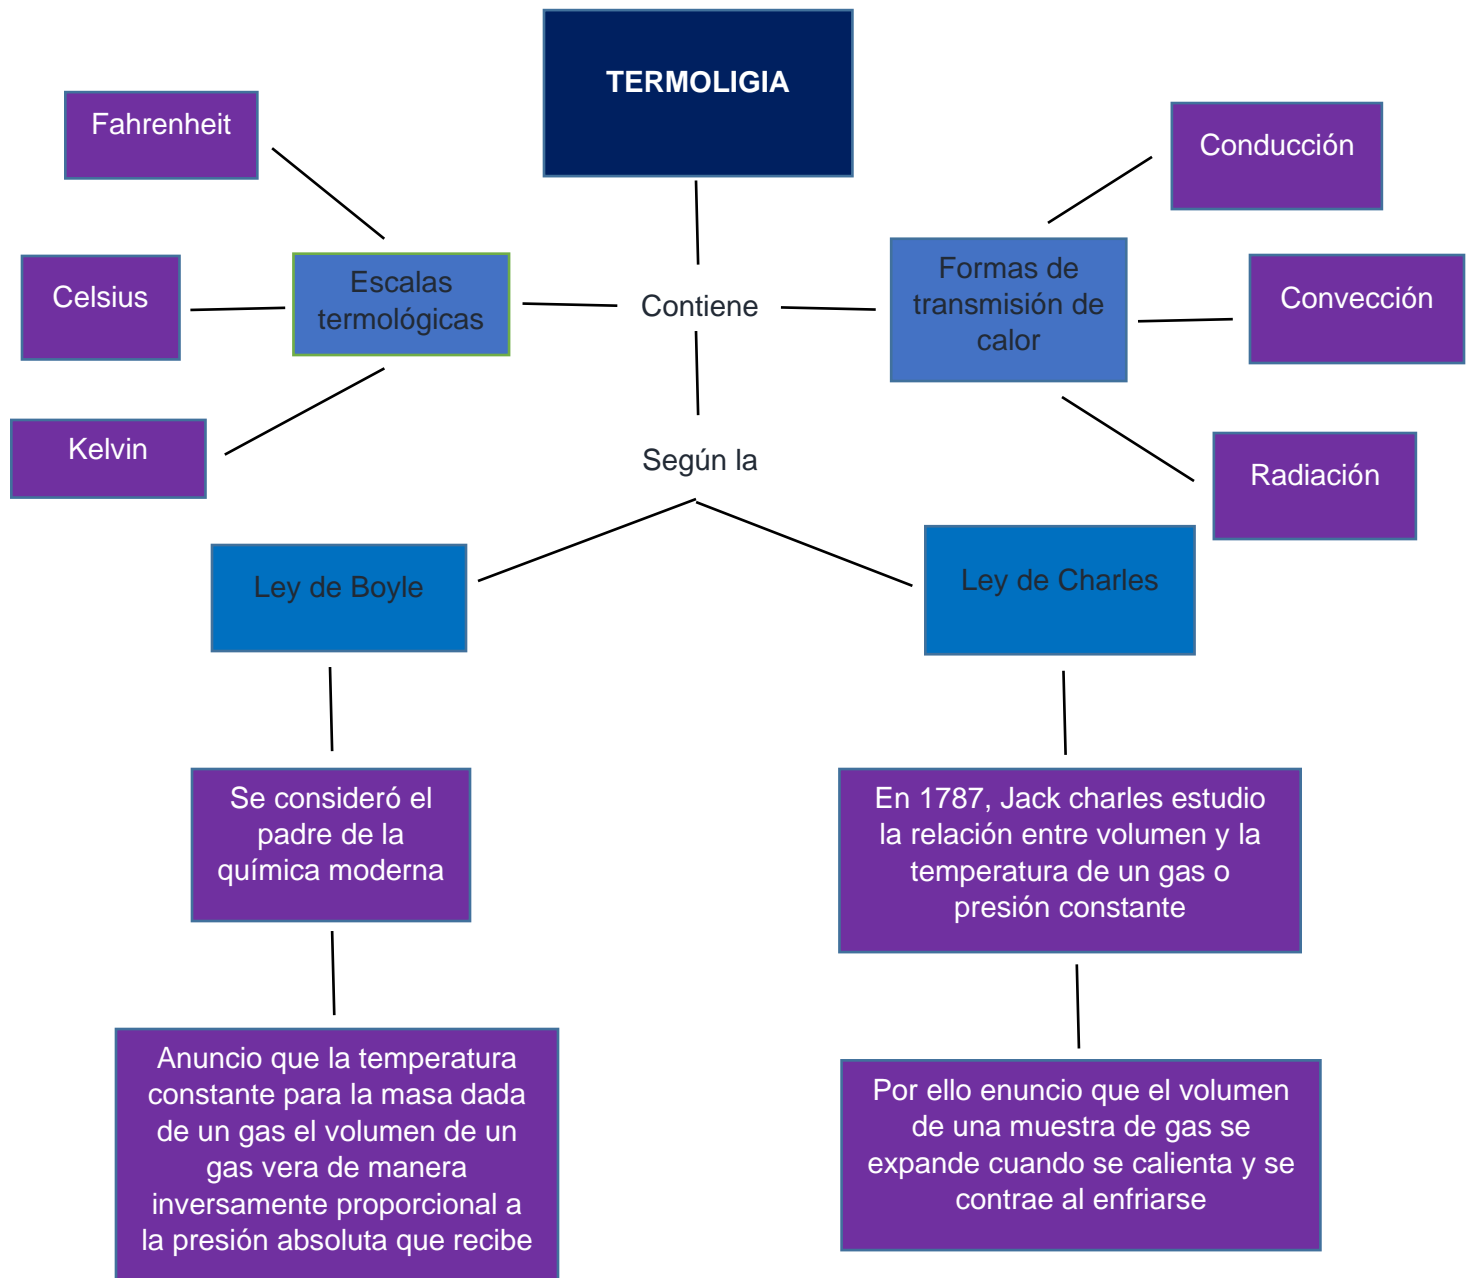 TERMOLIGIA
Fahrenheit
Conducción
Celsius
Escalas
termológicas
Contiene
Formas de
transmisión de
calor
Convección
Kelvin
Según la
Radiación
Ley de Boyle
Ley de Charles
Se consideró el
padre de la
química moderna
En 1787, Jack charles estudio
la relación entre volumen y la
temperatura de un gas o
presión constante
Anuncio que la temperatura
constante para la masa dada
de un gas el volumen de un
gas vera de manera
inversamente proporcional a
la presión absoluta que recibe
Por ello enuncio que el volumen
de una muestra de gas se
expande cuando se calienta y se
contrae al enfriarse